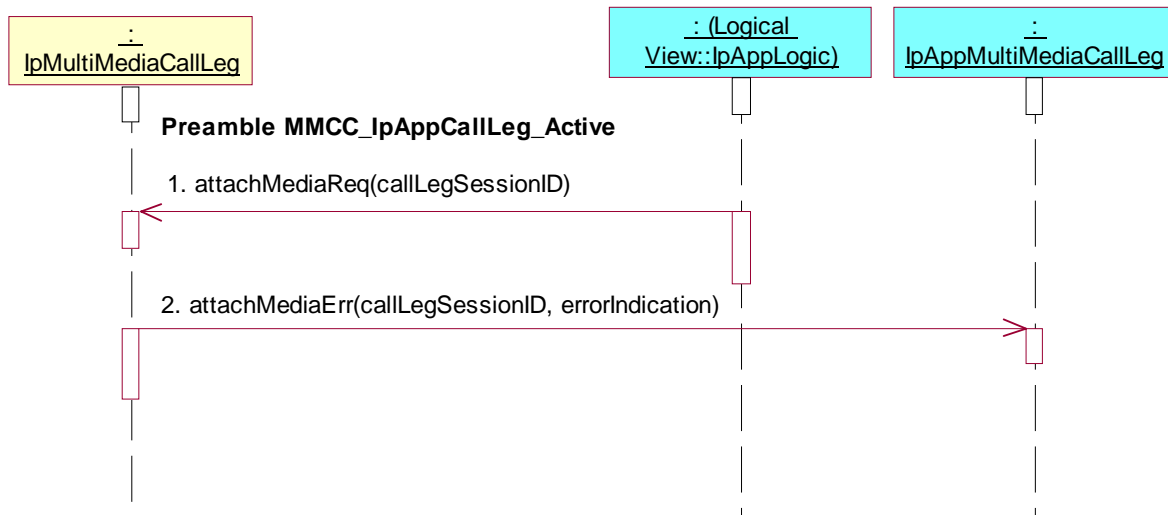 :
IpMultiMediaCallLeg
: (Logical
View::IpAppLogic)
:
IpAppMultiMediaCallLeg
Preamble MMCC_IpAppCallLeg_Active
1. attachMediaReq(callLegSessionID)
2. attachMediaErr(callLegSessionID, errorIndication)